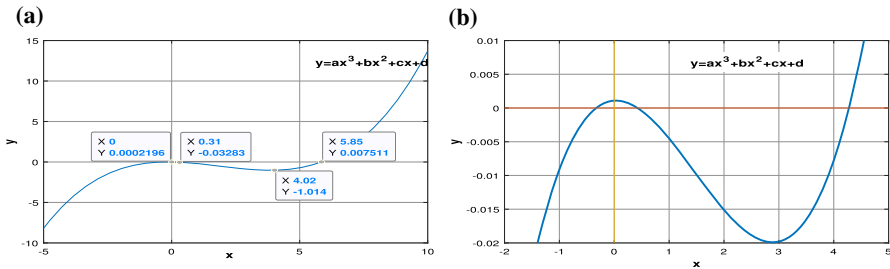 (a)
y=ax³+bx²+cx+d
15
10
5
0
-5
-10
y
X 0
Y 0.0002196
X 0.31
Y -0.03283
X 5.85
Y 0.007511
X 4.02
Y -1.014
-5
0
5
10
x
(b)
y=ax³+bx²+cx+d
0.01
0.005
0
-0.005
-0.01
-0.015
-0.02
y
-2
-1
0
1
2
3
4
5
x